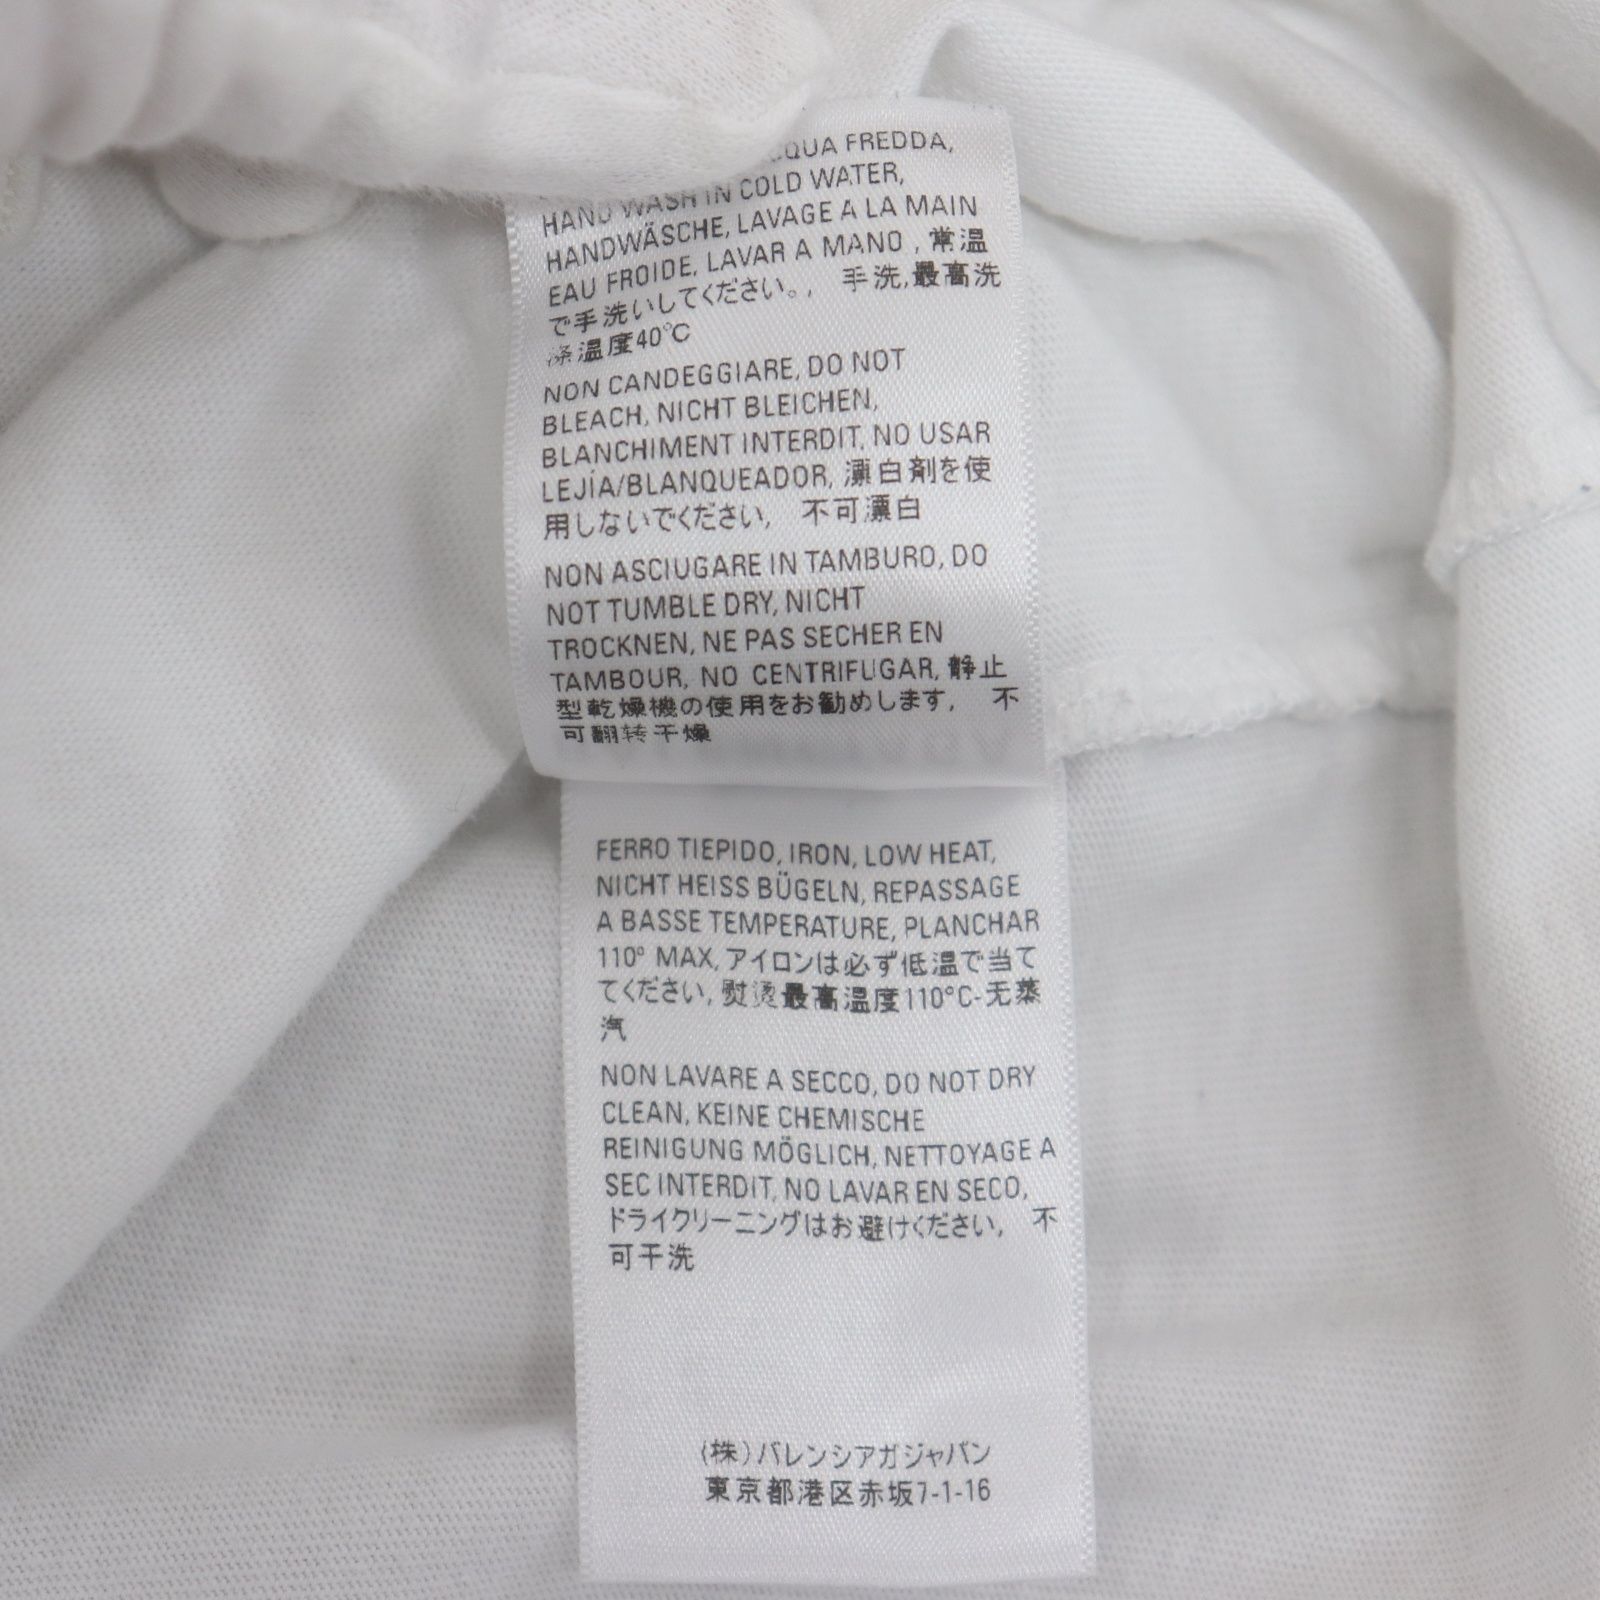 FREDDA,
HAND WASH IN COLD WATER,
HANDWÄSCHE, LAVAGE A LA MAIN
EAU FROIDE, LAVAR A MANO , 常温
で手洗いしてください。, 手洗,最高洗
涤温度40℃
NON CANDEGGIARE, DO NOT
BLEACH, NICHT BLEICHEN,
BLANCHIMENT INTERDIT, NO USAR
LEJÍA/BLANQUEADOR, 漂白剤を使
用しないでください, 不可漂白
NON ASCIUGARE IN TAMBURO, DO
NOT TUMBLE DRY, NICHT
TROCKNEN, NE PAS SECHER EN
TAMBOUR, NO CENTRIFUGAR, 静止
型乾燥機の使用をお勧めします, 不
可翻转干燥
FERRO TIEPIDO, IRON, LOW HEAT,
NICHT HEISS BÜGELN, REPASSAGE
A BASSE TEMPERATURE, PLANCHAR
110° MAX, アイロンは必ず低温で当て
てください, 熨烫最高温度110°C-无蒸
汽
NON LAVARE A SECCO, DO NOT DRY
CLEAN, KEINE CHEMISCHE
REINIGUNG MÖGLICH, NETTOYAGE A
SEC INTERDIT, NO LAVAR EN SECO,
ドライクリーニングはお避けください, 不
可干洗
(株)バレンシアガジャパン
東京都港区赤坂7-1-16